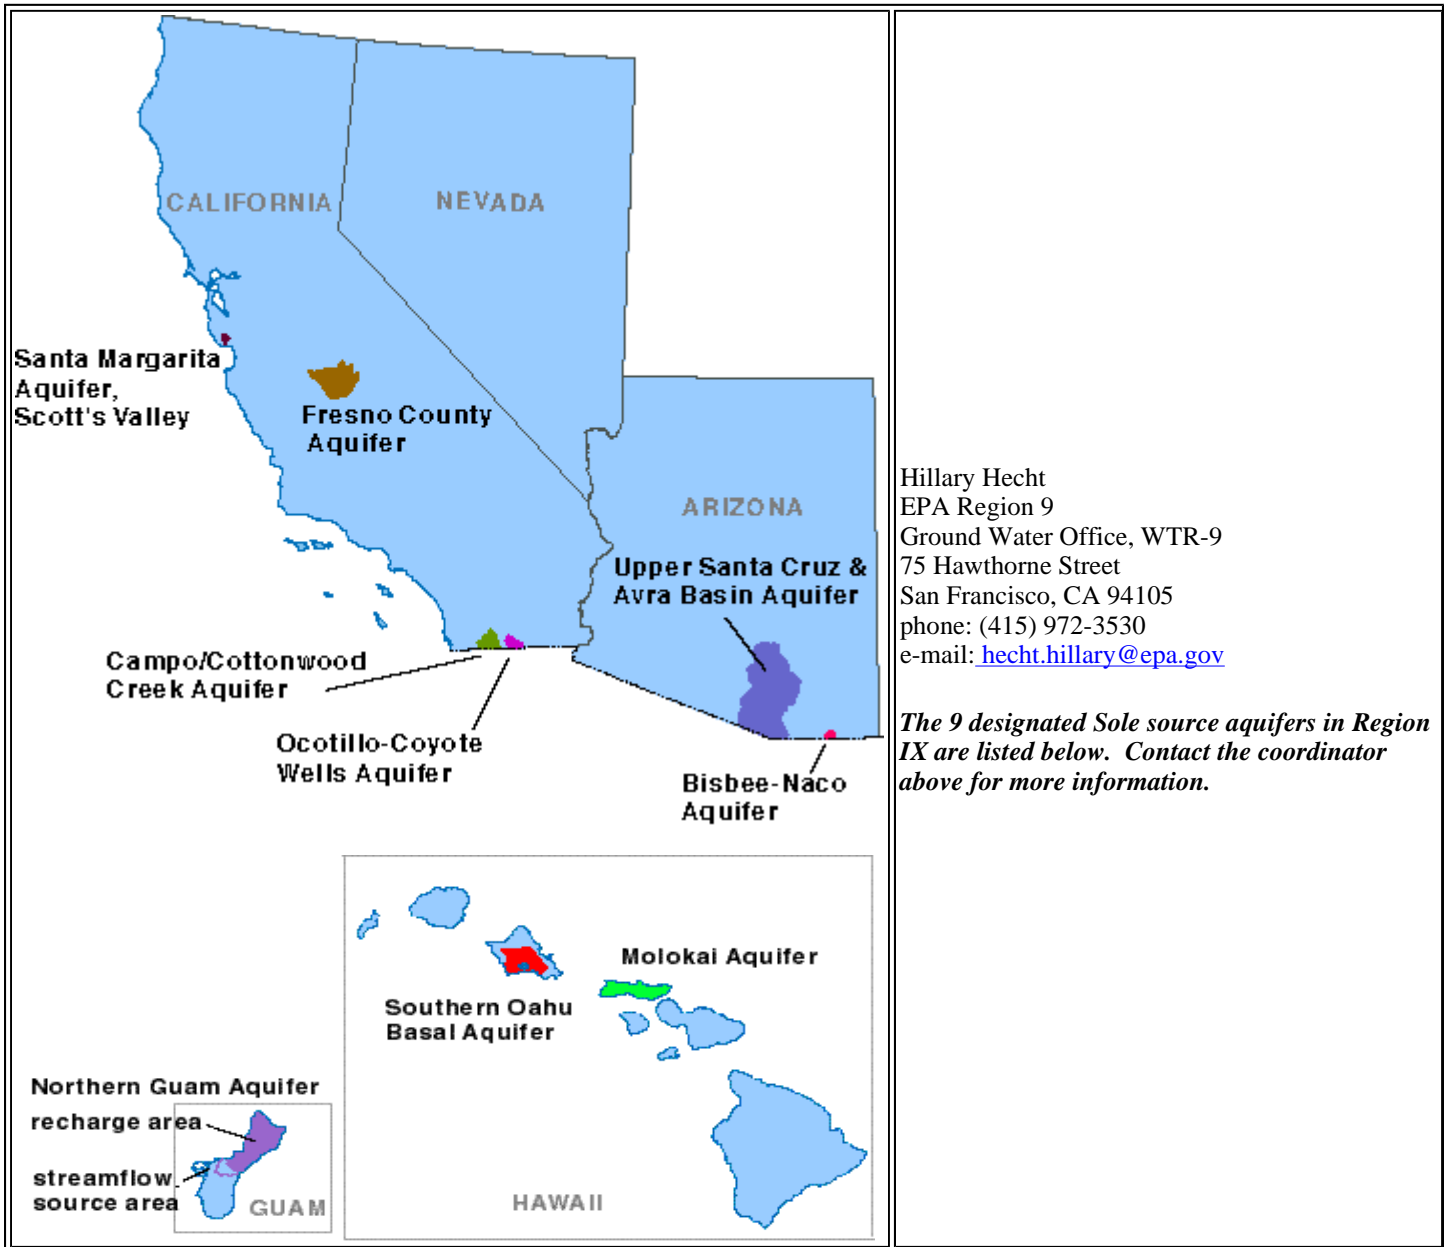 CALIFORNIA
NEVADA
Santa Margarita
Aquifer,
Scott's Valley
Fresno County
Aquifer
ARIZONA
Upper Santa Cruz &
Avra Basin Aquifer
Campo/Cottonwood
Creek Aquifer
Ocotillo-Coyote
Wells Aquifer
Bisbee-Naco
Aquifer
Molokai Aquifer
Southern Oahu
Basal Aquifer
HAWAII
Northern Guam Aquifer
recharge area
streamflow
source area
GUAM
Hillary Hecht
EPA Region 9
Ground Water Office, WTR-9
75 Hawthorne Street
San Francisco, CA 94105
phone: (415) 972-3530
e-mail: hecht.hillary@epa.gov
The 9 designated Sole source aquifers in Region
IX are listed below.  Contact the coordinator
above for more information.